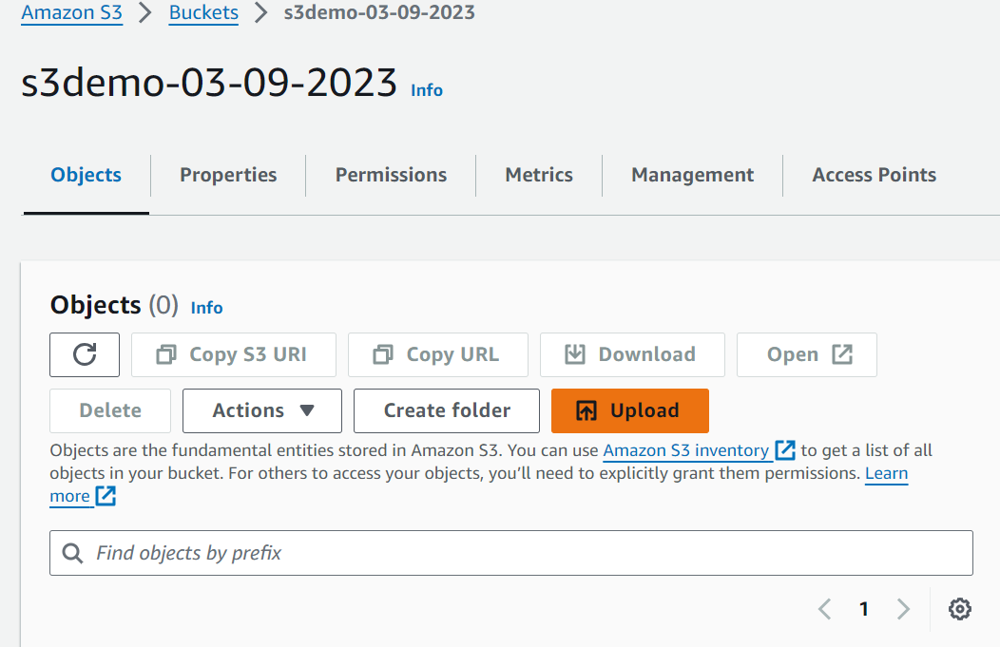 Amazon S3 > Buckets > s3demo-03-09-2023
s3demo-03-09-2023 Info
Objects Properties Permissions Metrics Management Access Points
Objects (0) Info
Copy S3 URI Copy URL Download Open
Delete Actions Create folder Upload
Objects are the fundamental entities stored in Amazon S3. You can use Amazon S3 inventory to get a list of all
objects in your bucket. For others to access your objects, you’ll need to explicitly grant them permissions. Learn
more
Find objects by prefix
1